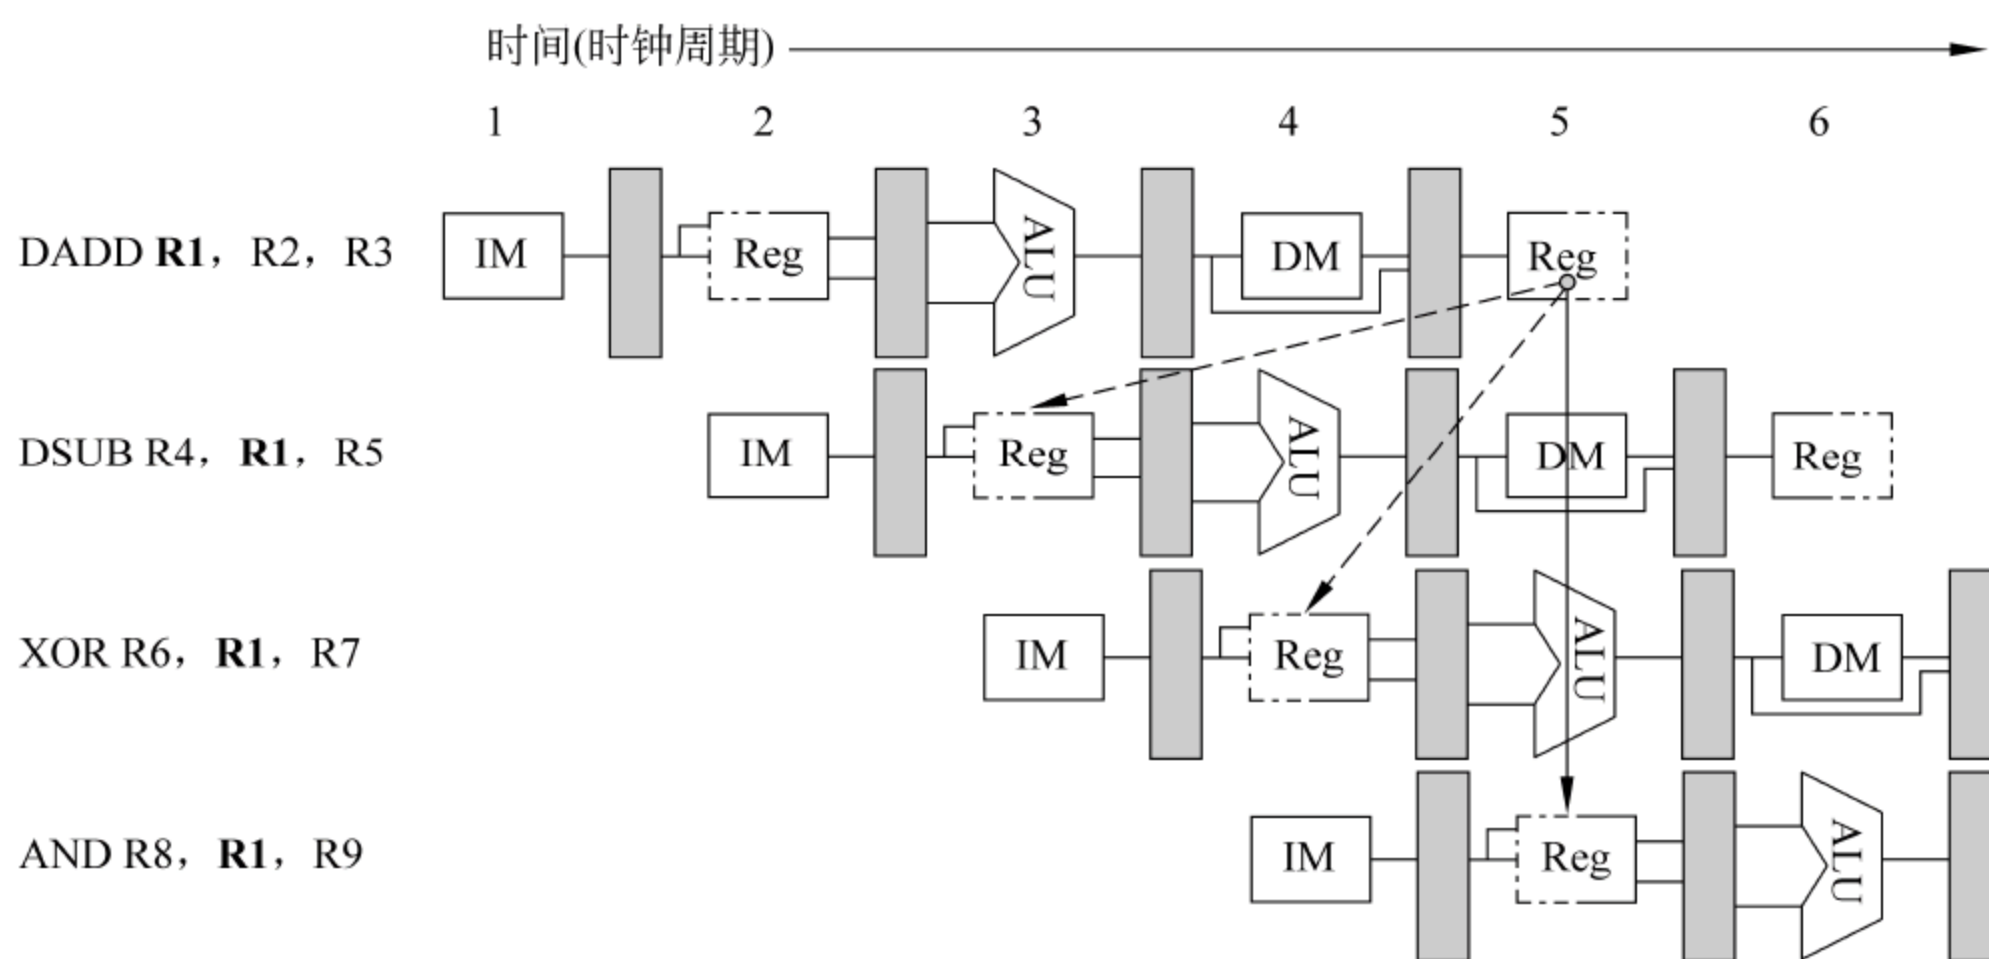 时间(时钟周期)
1 2 3 4 5 6
DADD R1， R2， R3 IM Reg ALU DM Reg
DSUB R4， R1， R5 IM Reg ALU DM Reg
XOR R6， R1， R7 IM Reg ALU DM
AND R8， R1， R9 IM Reg ALU